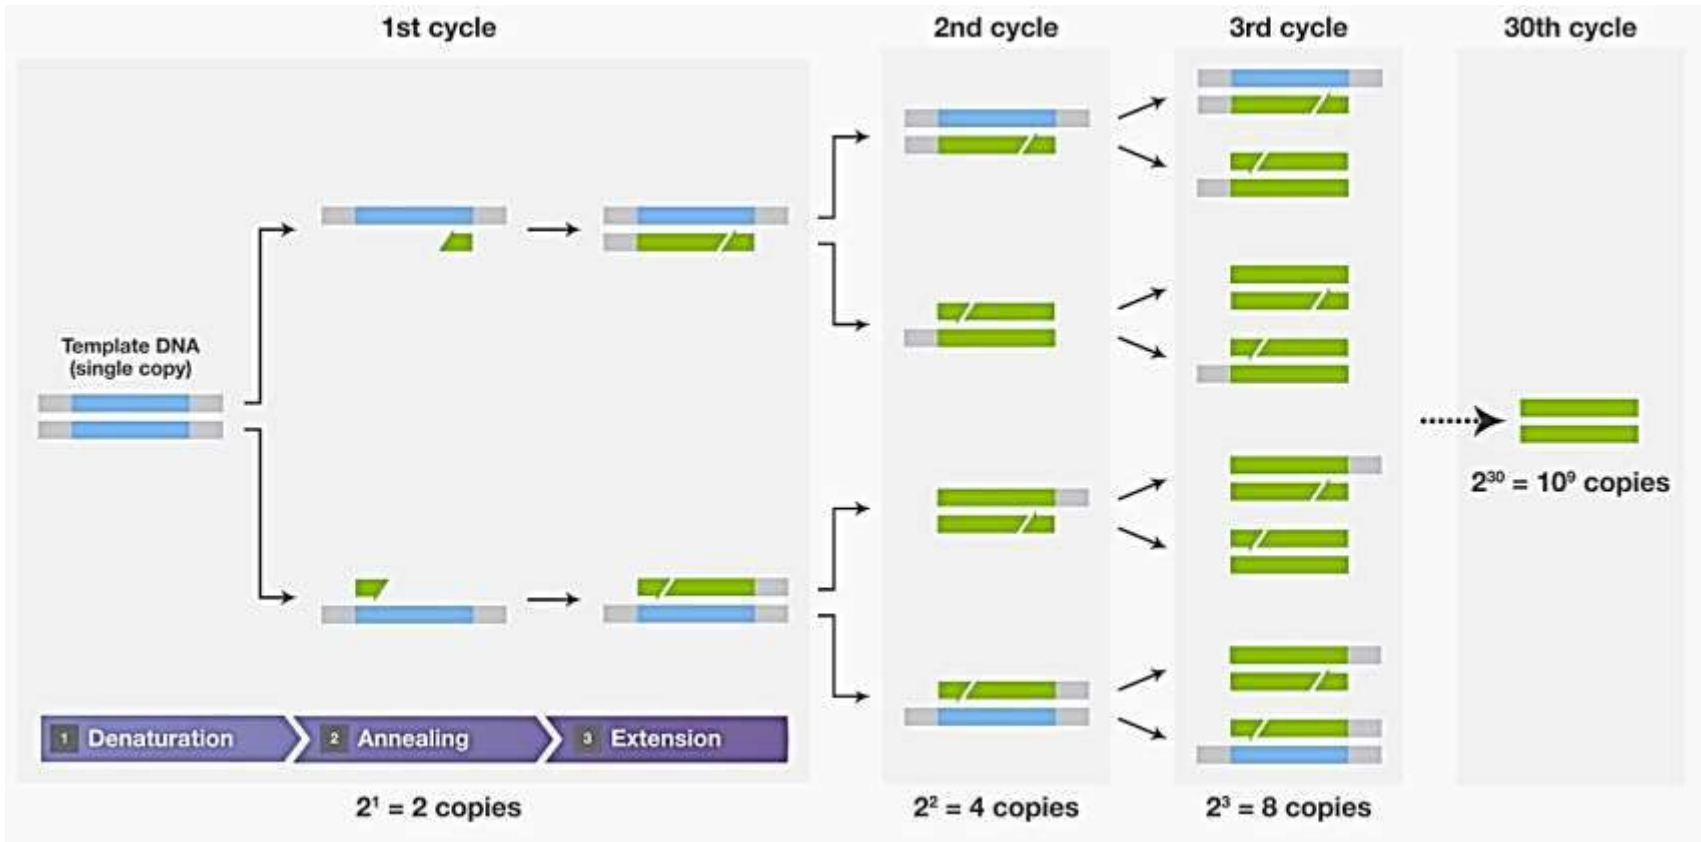 1st cycle
2nd cycle
3rd cycle
30th cycle
Template DNA
(single copy)
2³⁰ = 10⁹ copies
1 Denaturation
2 Annealing
3 Extension
2¹ = 2 copies
2² = 4 copies
2³ = 8 copies